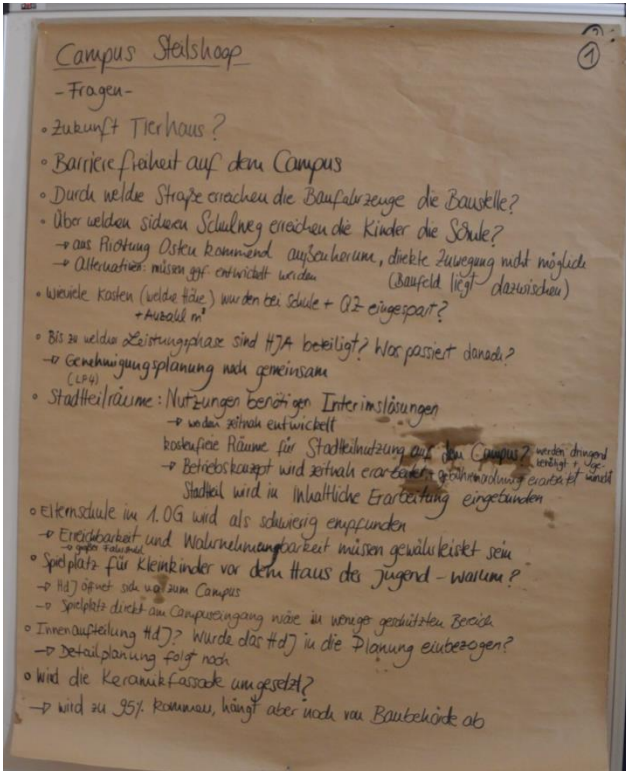 1
Campus Steilshoop
- Fragen -
• Zukunft Tierhaus?
• Barrierefreiheit auf dem Campus
• Durch welche Straße erreichen die Baufahrzeuge die Baustelle?
• Über welchen sicheren Schulweg erreichen die Kinder die Schule?
→ aus Richtung Osten kommend außenherum, direkte Zuwegung nicht möglich
→ Alternativen müssen ggf entwickelt werden
(Baufeld liegt dazwischen)
• Wieviele Kosten (welche Höhe) wurden bei Schule + QZ eingespart?
+ Anzahl m²
• Bis zu welcher Leistungsphase sind HJA beteiligt? Was passiert danach?
→ Genehmigungsplanung noch gemeinsam
(LP4)
• Stadtteilräume: Nutzungen benötigen Interimslösungen
→ werden zeitnah entwickelt
kostenfreie Räume für Stadtteilnutzung auf dem Campus? werden dringend
benötigt +
→ Betriebskonzept wird zeitnah erarbeitet + erarbeitet
Stadtteil wird in Inhaltliche Erarbeitung eingebunden
• Elternschule im 1.OG wird als schwierig empfunden
→ Erreichbarkeit und Wahrnehmungbarkeit müssen gewährleistet sein
→ großer Fahrstuhl
• Spielplatz für Kleinkinder vor dem Haus der Jugend - warum?
→ HdJ öffnet sich zum Campus
→ Spielplatz direkt am Campuseingang wäre in weniger geschützten Bereich
• Innenaufteilung HdJ? Wurde das HdJ in die Planung einbezogen?
→ Detailplanung folgt noch
• Wird die Keramikfassade umgesetzt?
→ wird zu 95% kommen, hängt aber noch von Baubehörde ab